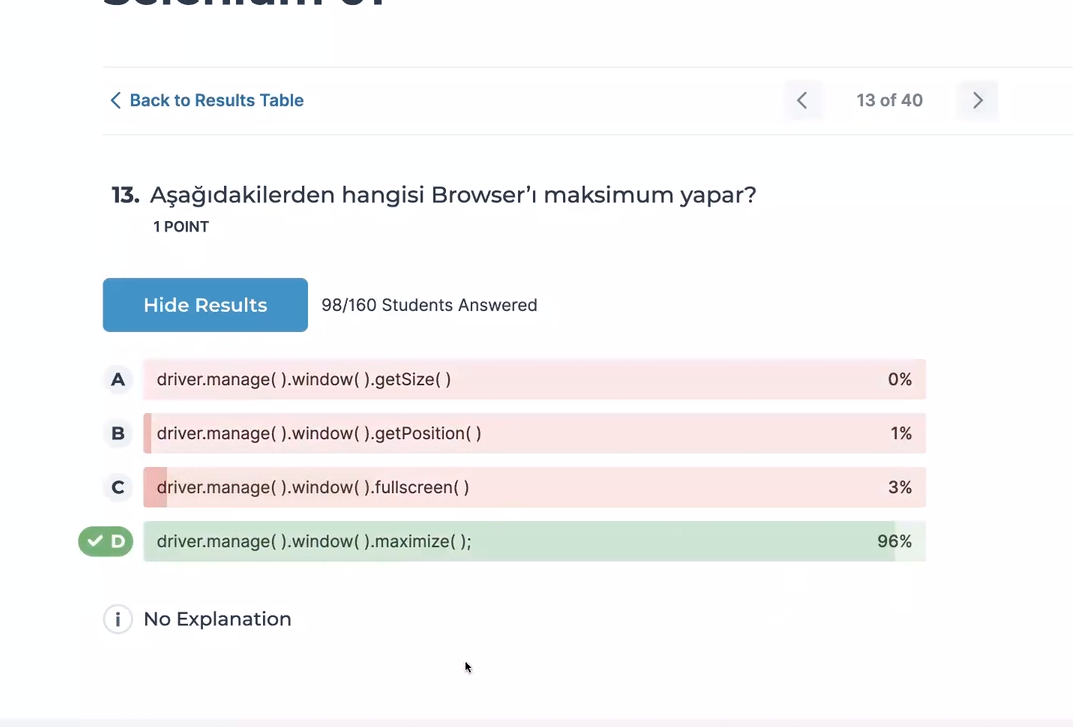 Back to Results Table
13 of 40
13. Aşağıdakilerden hangisi Browser’ı maksimum yapar?
1 POINT
Hide Results
98/160 Students Answered
A driver.manage( ).window( ).getSize( ) 0%
B driver.manage( ).window( ).getPosition( ) 1%
C driver.manage( ).window( ).fullscreen( ) 3%
D driver.manage( ).window( ).maximize( ); 96%
i No Explanation